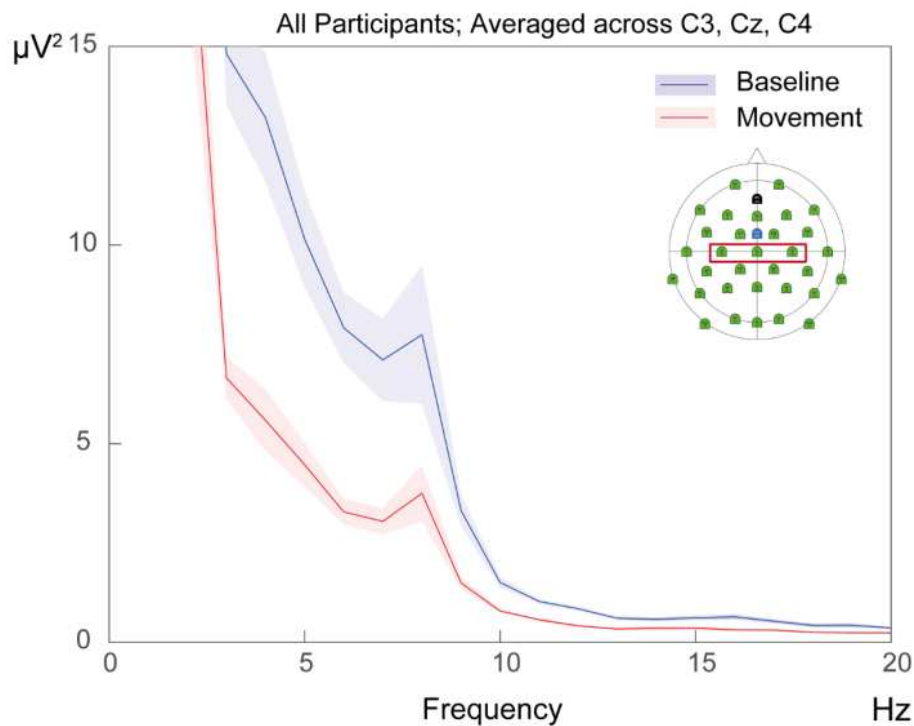 All Participants; Averaged across C3, Cz, C4
μV²
15
10
5
0
Baseline
Movement
0 5 10 15 20
Frequency Hz